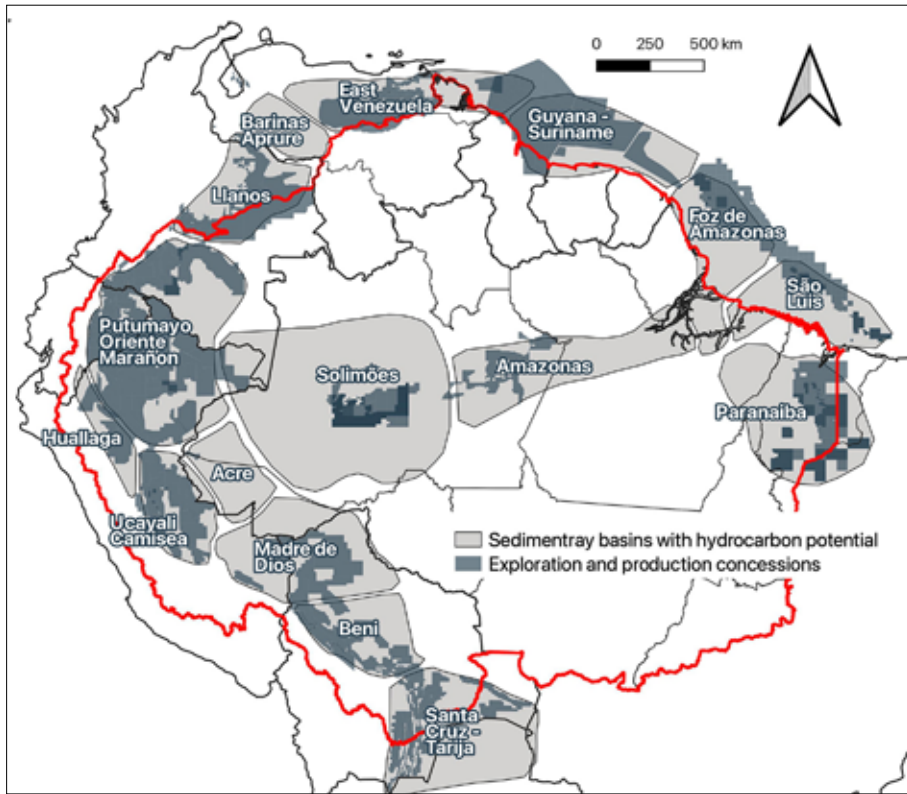 0 250 500 km
East
Venezuela
Barinas
Aprure
Guyana -
Suriname
Llanos
Foz de
Amazonas
São
Luis
Putumayo
Oriente
Marañon
Solimões
Amazonas
Paranaiba
Huallaga
Acre
Ucayali
Camisea
Madre de
Dios
Sedimentray basins with hydrocarbon potential
Exploration and production concessions
Beni
Santa
Cruz -
Tarija